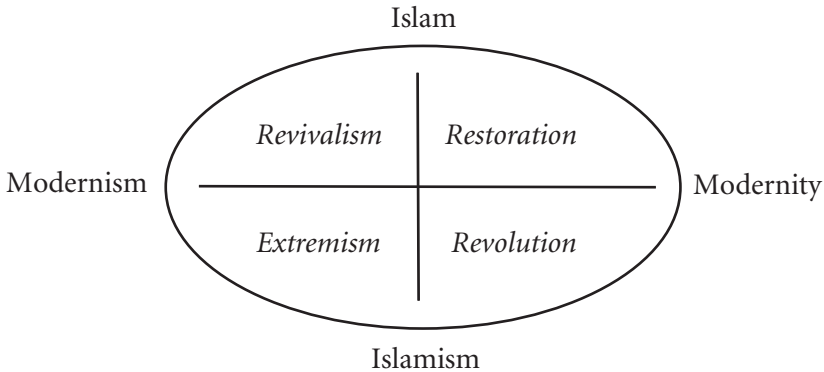 Islam
Revivalism Restoration
Modernism Modernity
Extremism Revolution
Islamism